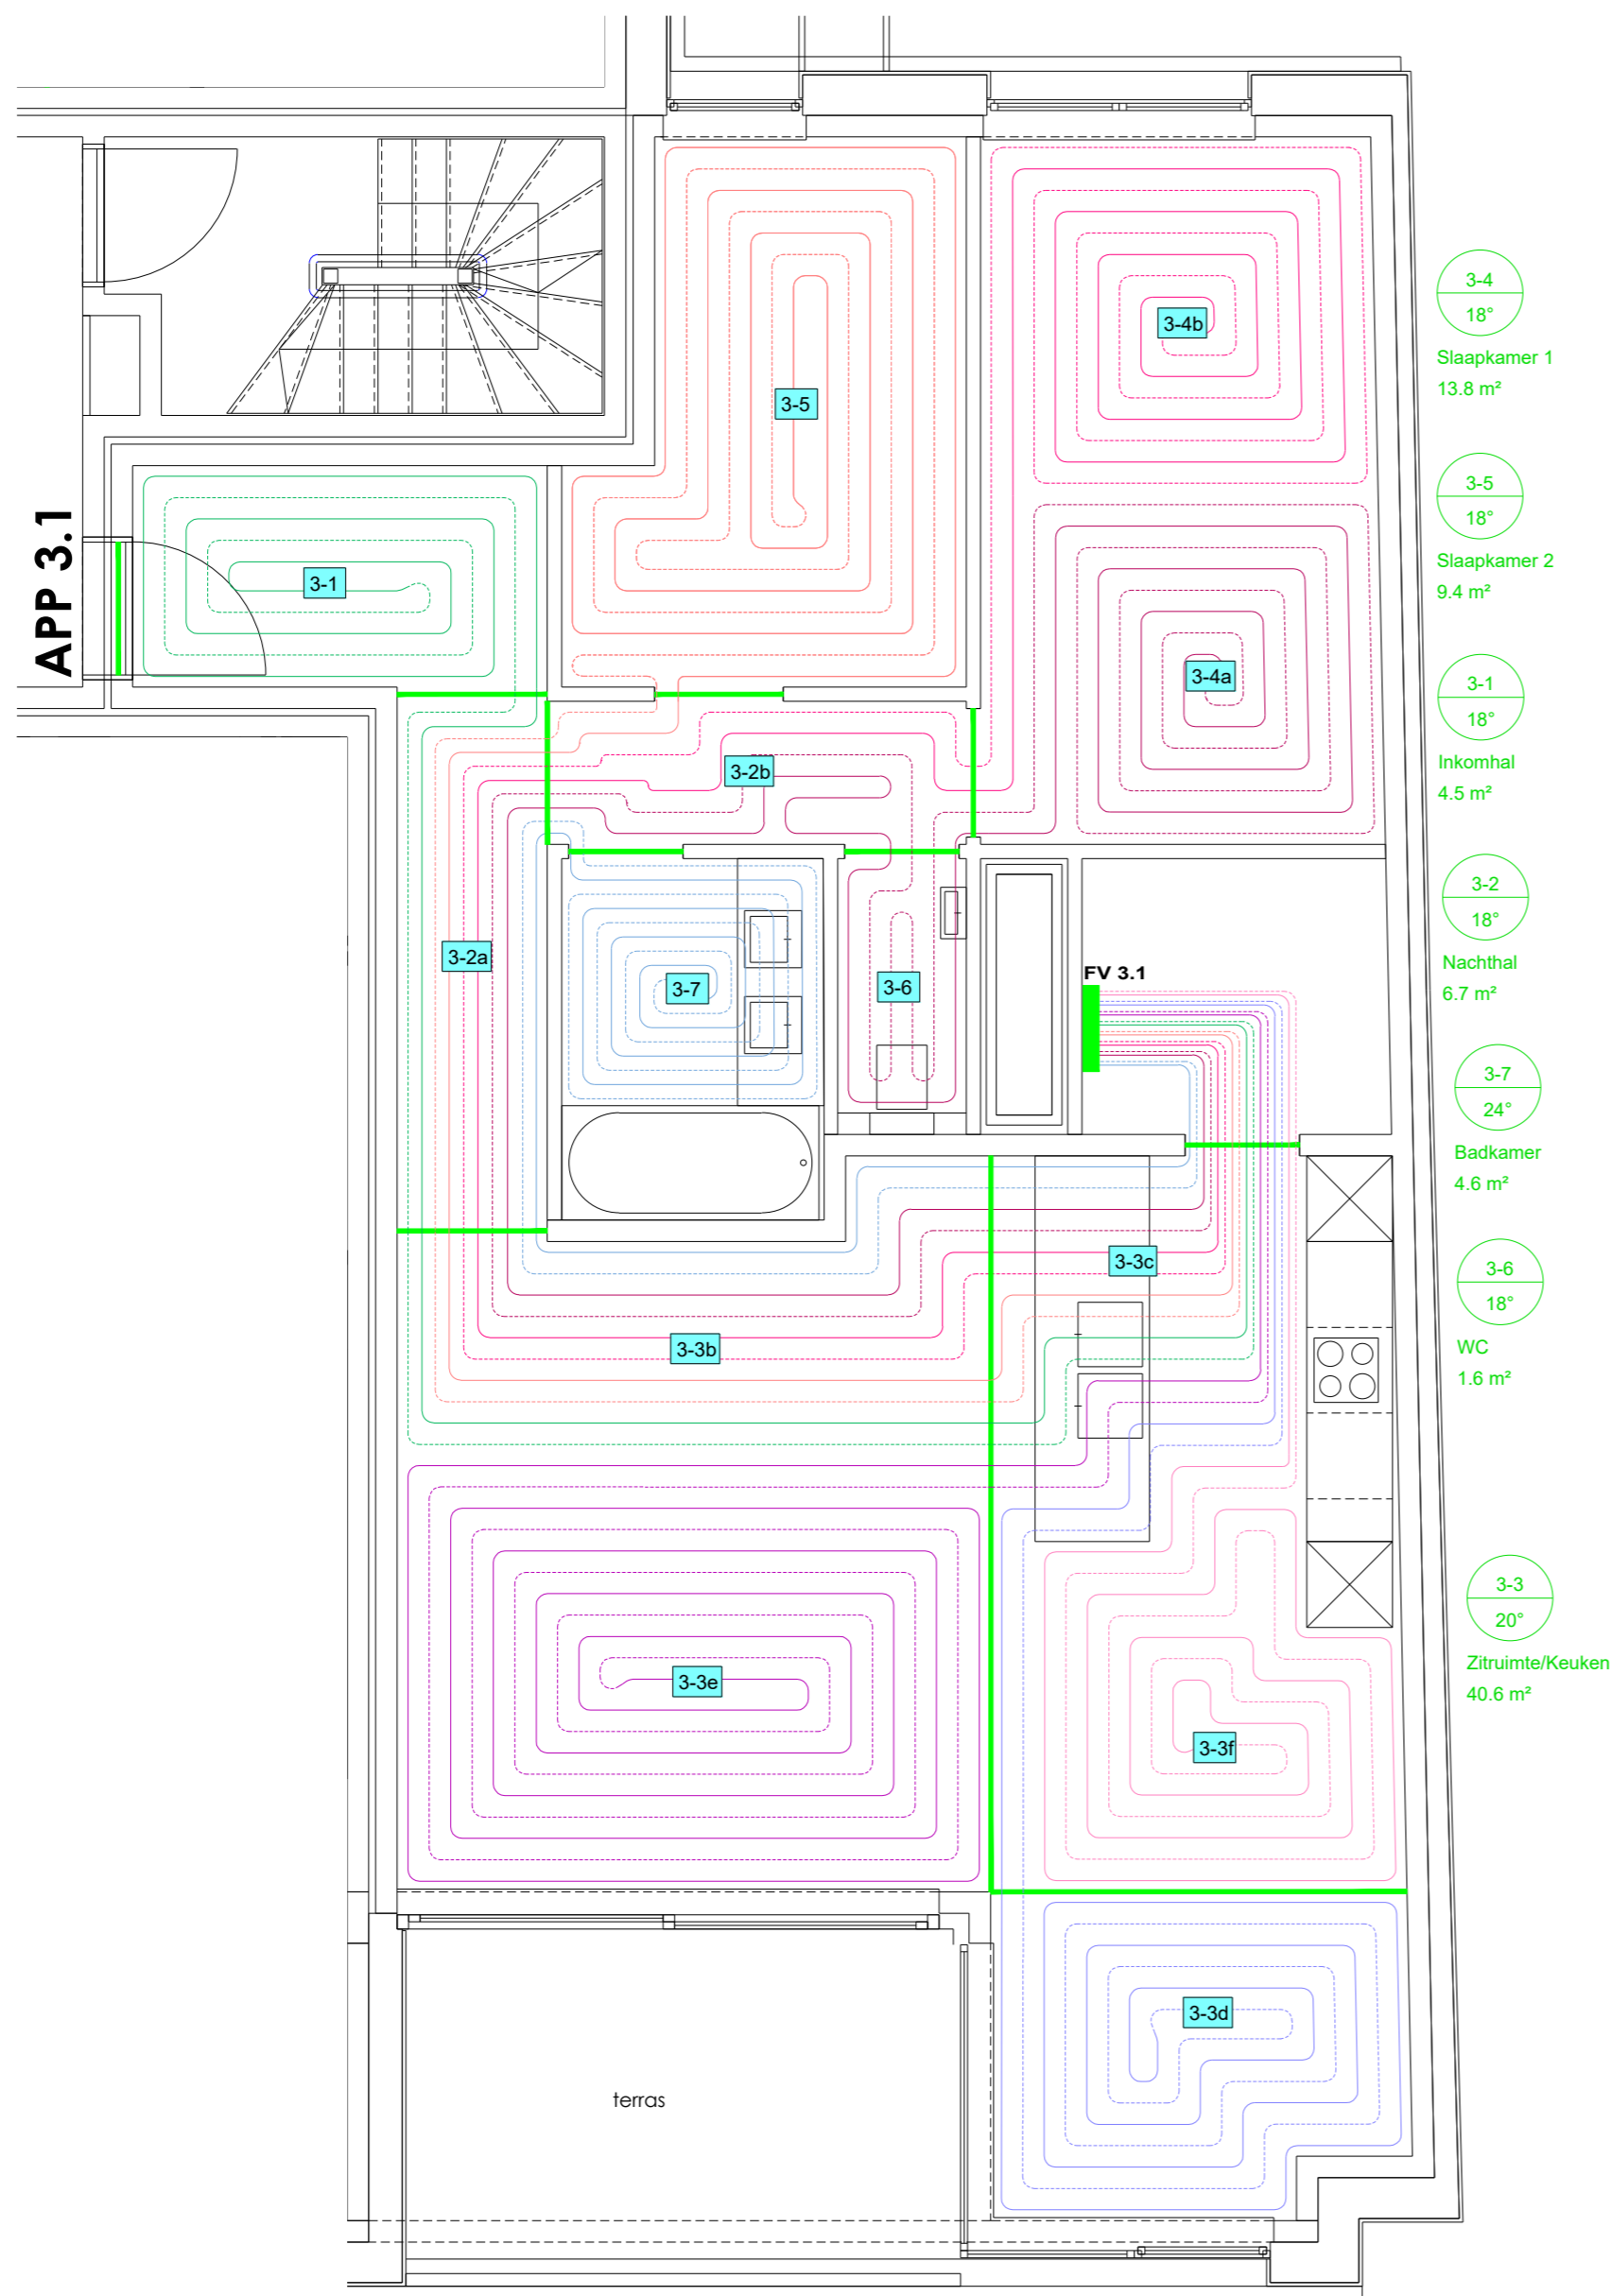 APP 3.1
3-1
3-5
3-4b
3-4a
3-2b
3-2a
3-7
3-6
FV 3.1
3-3c
3-3b
3-3e
3-3f
3-3d
terras
3-4
18°
Slaapkamer 1
13.8 m²
3-5
18°
Slaapkamer 2
9.4 m²
3-1
18°
Inkomhal
4.5 m²
3-2
18°
Nachthal
6.7 m²
3-7
24°
Badkamer
4.6 m²
3-6
18°
WC
1.6 m²
3-3
20°
Zitruimte/Keuken
40.6 m²